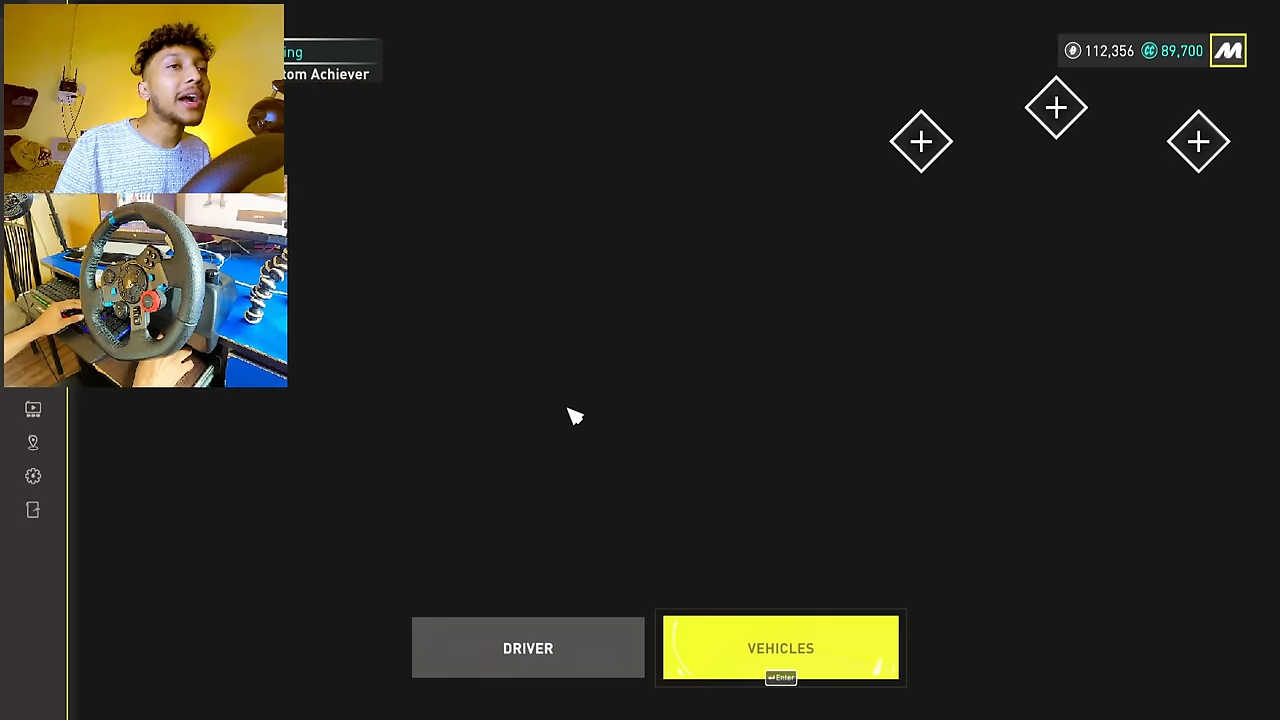 ing
tom Achiever
112,356
89,700
DRIVER
VEHICLES
Enter